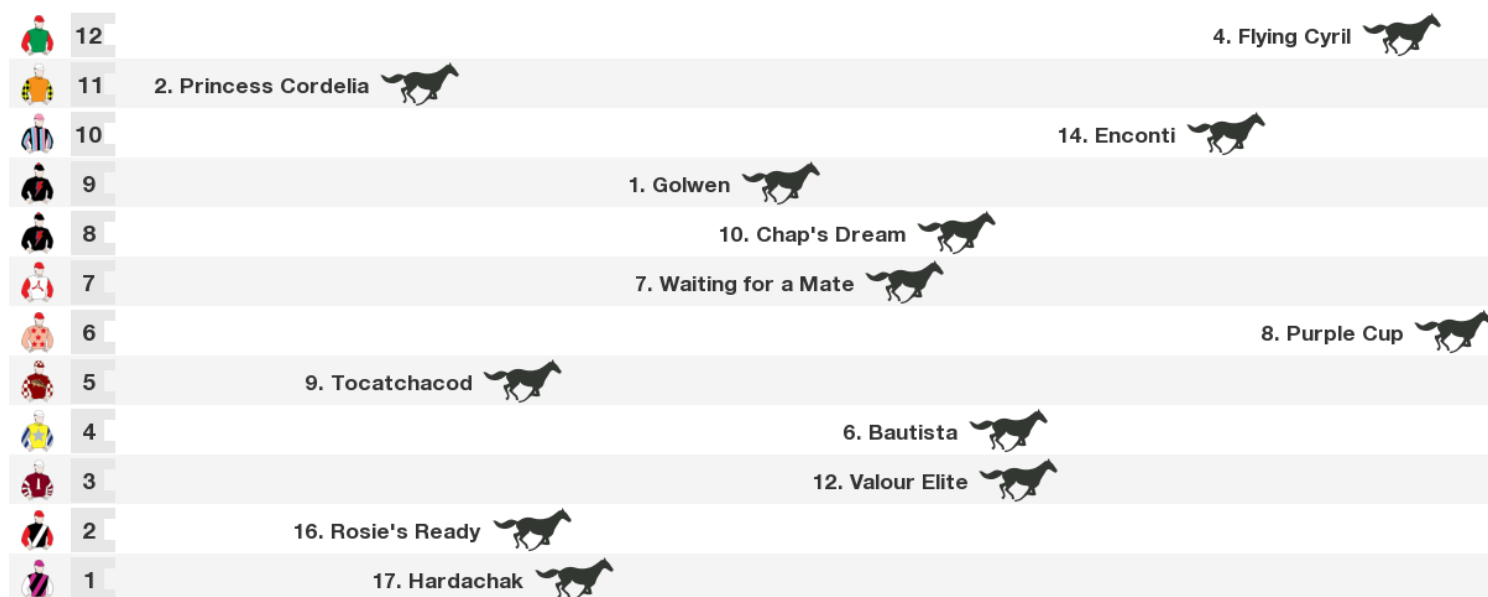 12 4. Flying Cyril
11 2. Princess Cordelia
10 14. Enconti
9 1. Golwen
8 10. Chap's Dream
7 7. Waiting for a Mate
6 8. Purple Cup
5 9. Tocatchacod
4 6. Bautista
3 12. Valour Elite
2 16. Rosie's Ready
1 17. Hardachak